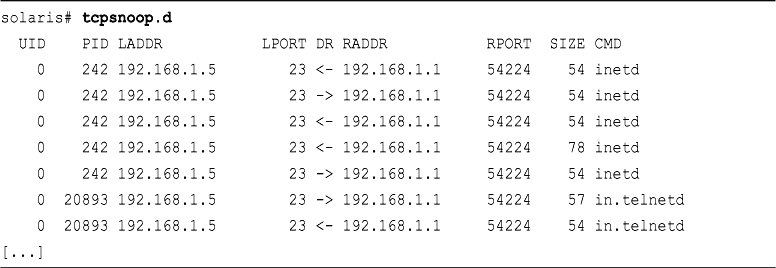 solaris# tcpsnoop.d
  UID    PID LADDR           LPORT DR RADDR           RPORT  SIZE CMD
    0    242 192.168.1.5        23 <- 192.168.1.1     54224    54 inetd
    0    242 192.168.1.5        23 -> 192.168.1.1     54224    54 inetd
    0    242 192.168.1.5        23 <- 192.168.1.1     54224    54 inetd
    0    242 192.168.1.5        23 <- 192.168.1.1     54224    78 inetd
    0    242 192.168.1.5        23 -> 192.168.1.1     54224    54 inetd
    0  20893 192.168.1.5        23 -> 192.168.1.1     54224    57 in.telnetd
    0  20893 192.168.1.5        23 <- 192.168.1.1     54224    54 in.telnetd
[...]